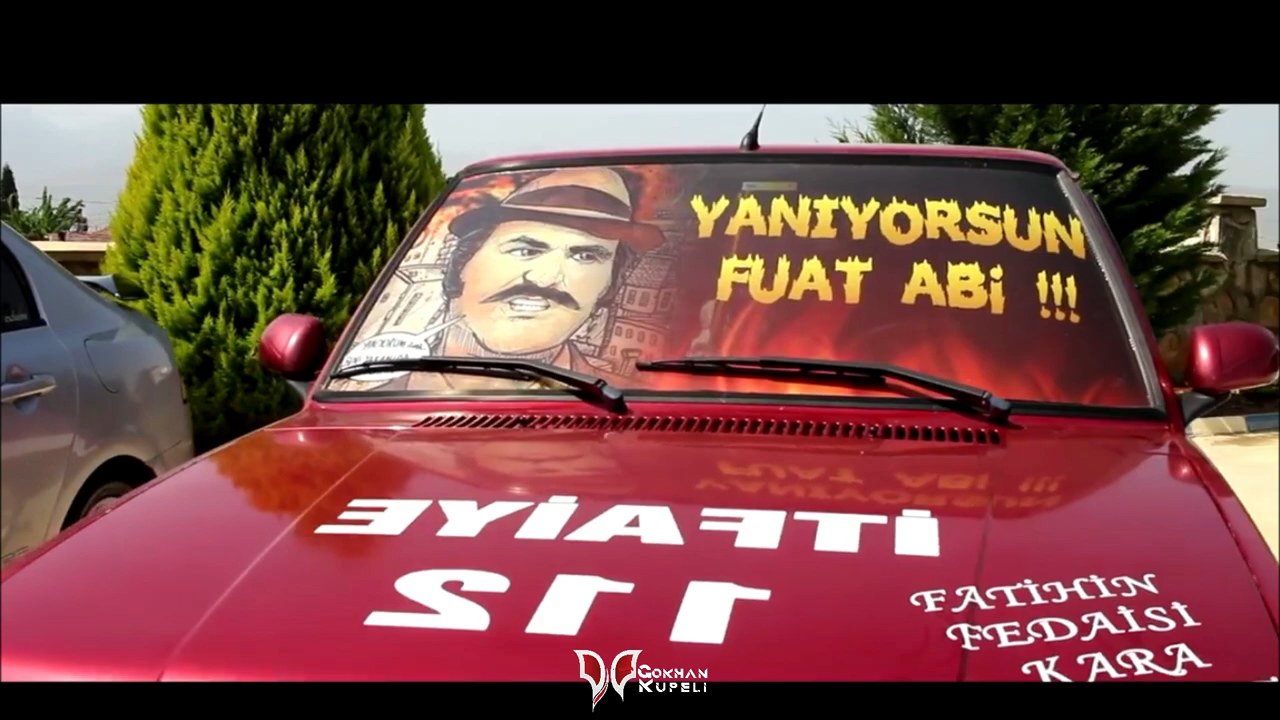 YANIYORSUN
FUAT ABİ !!!
İTFAİYE
112
FATİHİN
FEDAİSİ
KARA
GOKHAN
KUPELI